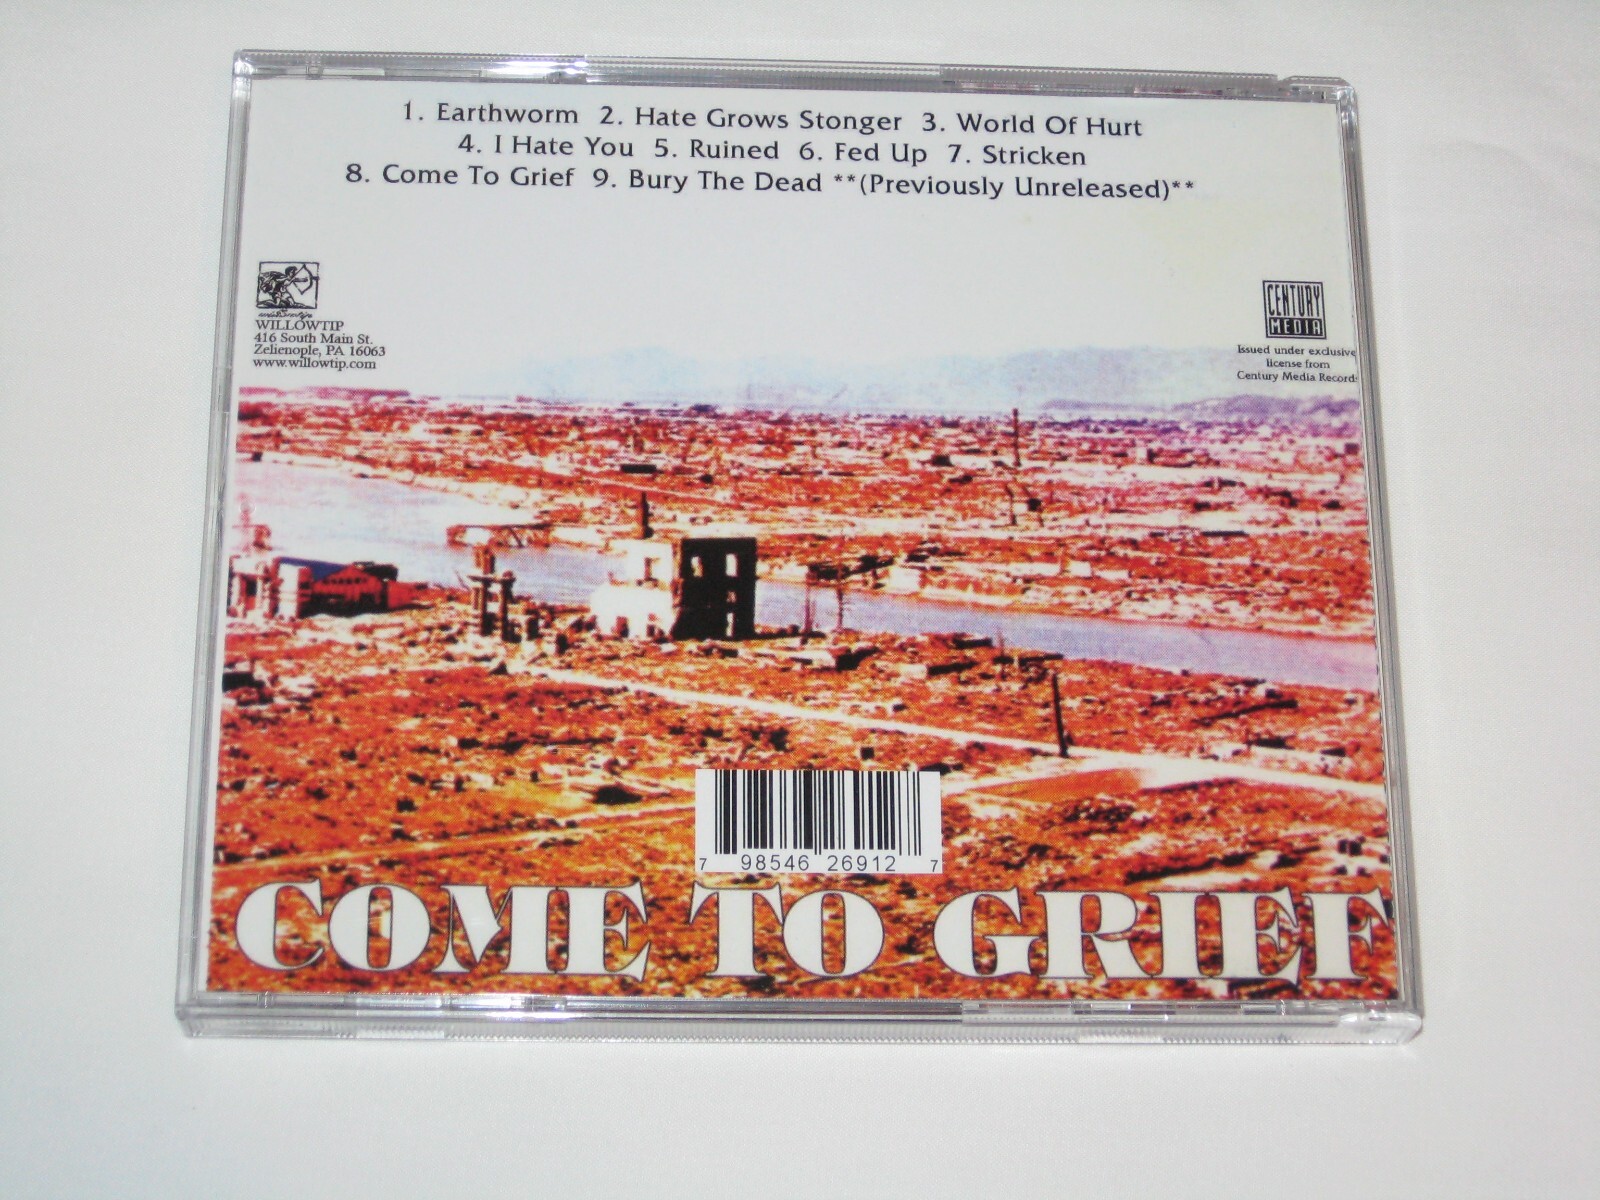 1. Earthworm 2. Hate Grows Stonger 3. World Of Hurt
4. I Hate You 5. Ruined 6. Fed Up 7. Stricken
8. Come To Grief 9. Bury The Dead **(Previously Unreleased)**
WILLOWTIP
416 South Main St.
Zelienople, PA 16063
www.willowtip.com
CENTURY
MEDIA
Issued under exclusive
license from
Century Media Records
7 98546 26912 7
COME TO GRIEF